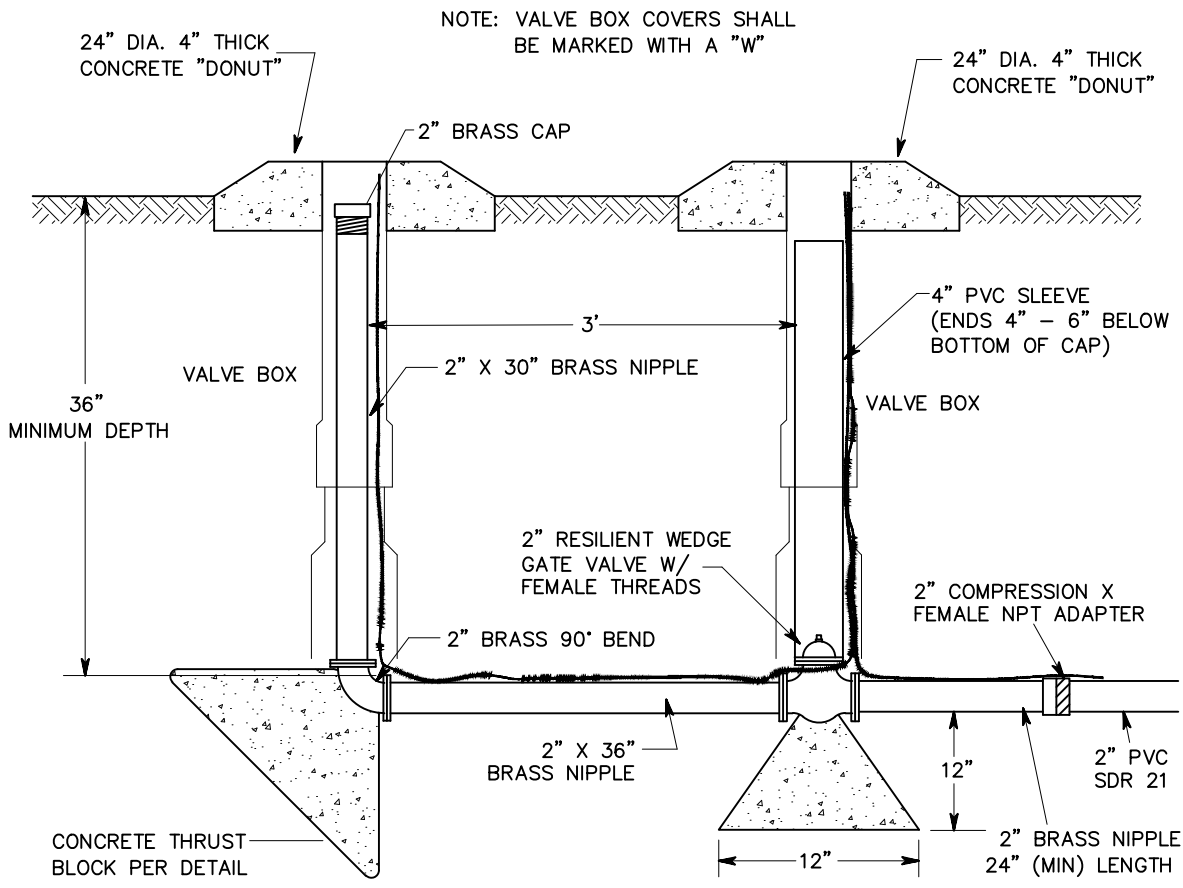 NOTE: VALVE BOX COVERS SHALL
BE MARKED WITH A "W"
24" DIA. 4" THICK
CONCRETE "DONUT"
24" DIA. 4" THICK
CONCRETE "DONUT"
2" BRASS CAP
4" PVC SLEEVE
(ENDS 4" – 6" BELOW
BOTTOM OF CAP)
3'
2" X 30" BRASS NIPPLE
VALVE BOX
VALVE BOX
36"
MINIMUM DEPTH
2" RESILIENT WEDGE
GATE VALVE W/
FEMALE THREADS
2" COMPRESSION X
FEMALE NPT ADAPTER
2" BRASS 90° BEND
2" X 36"
BRASS NIPPLE
12"
2" PVC
SDR 21
CONCRETE THRUST
BLOCK PER DETAIL
12"
2" BRASS NIPPLE
24" (MIN) LENGTH